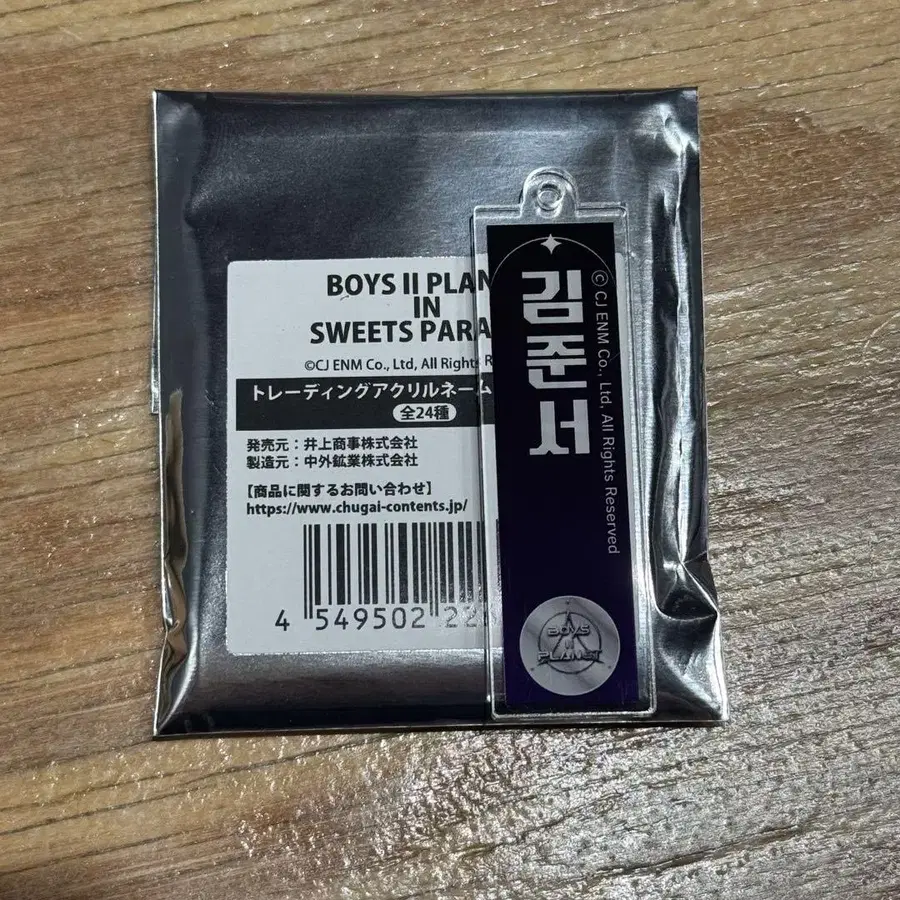 BOYS II PLAN
IN
SWEETS PARA
©CJ ENM Co., Ltd, All Rights R
トレーディングアクリルネーム
全24種
発売元：井上商事株式会社
製造元：中外鉱業株式会社
【商品に関するお問い合わせ】
https://www.chugai-contents.jp/
4 549502 22
김준서
© CJ ENM Co., Ltd, All Rights Reserved
BOYS
II
PLANET